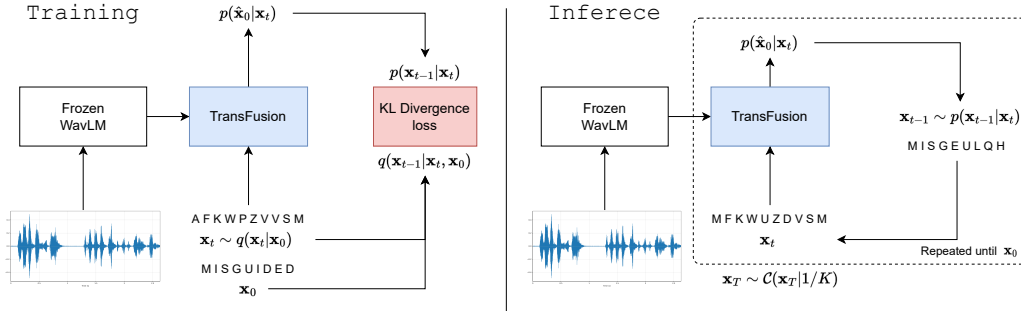 Training
p(x̂₀|xₜ)
p(xₜ₋₁|xₜ)
Frozen
WavLM
TransFusion
KL Divergence
loss
q(xₜ₋₁|xₜ, x₀)
A F K W P Z V V S M
xₜ ∼ q(xₜ|x₀)
M I S G U I D E D
x₀
Inferece
p(x̂₀|xₜ)
Frozen
WavLM
TransFusion
xₜ₋₁ ∼ p(xₜ₋₁|xₜ)
M I S G E U L Q H
M F K W U Z D V S M
xₜ
Repeated until x₀
x_T ∼ C(x_T|1/K)